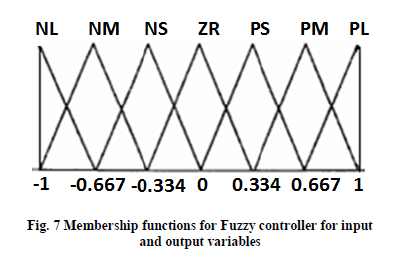 NL NM NS ZR PS PM PL
-1 -0.667 -0.334 0 0.334 0.667 1
Fig. 7 Membership functions for Fuzzy controller for input
and output variables